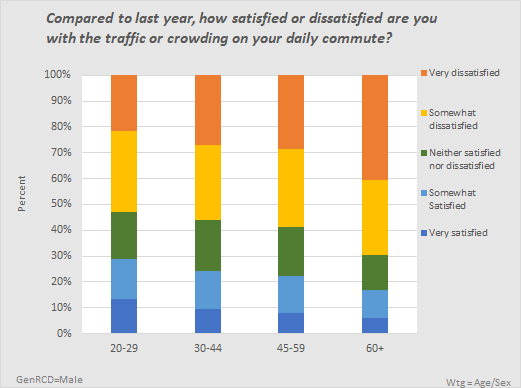 Compared to last year, how satisfied or dissatisfied are you
with the traffic or crowding on your daily commute?
Percent
100%
90%
80%
70%
60%
50%
40%
30%
20%
10%
0%
20-29
30-44
45-59
60+
Very dissatisfied
Somewhat
dissatisfied
Neither satisfied
nor dissatisfied
Somewhat
Satisfied
Very satisfied
GenRCD=Male
Wtg = Age/Sex